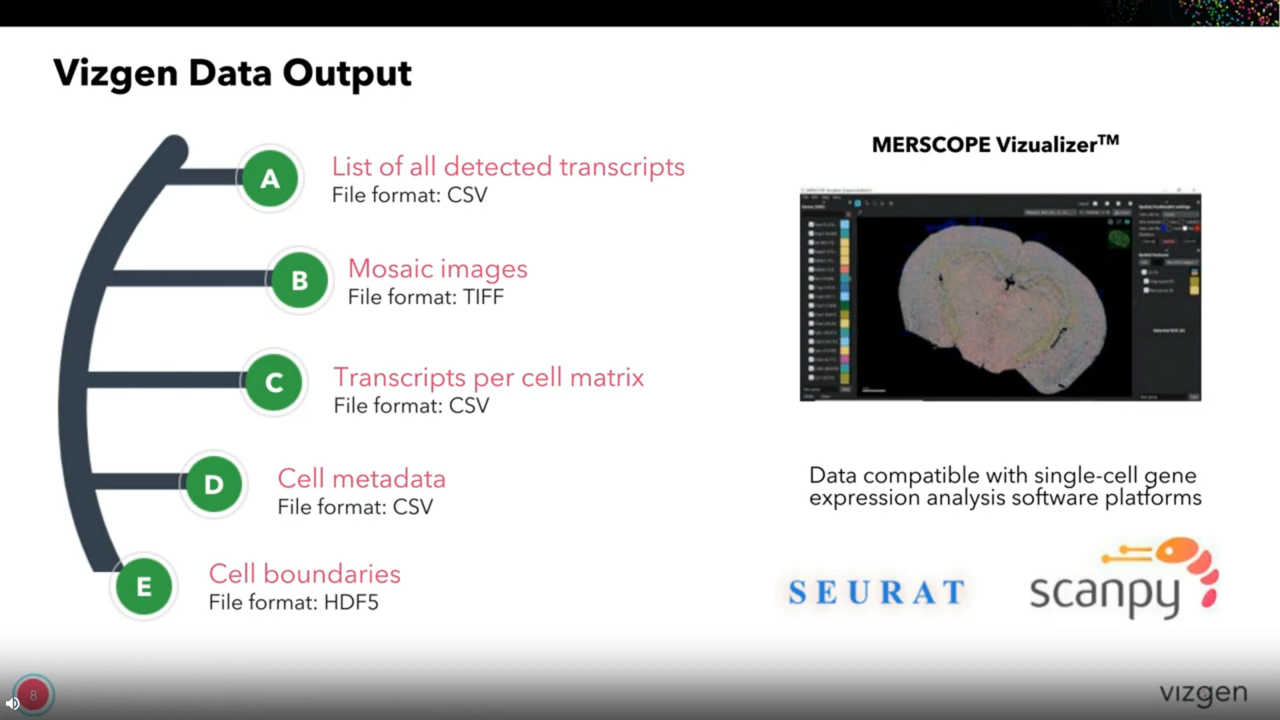 Vizgen Data Output
A
List of all detected transcripts
File format: CSV
B
Mosaic images
File format: TIFF
C
Transcripts per cell matrix
File format: CSV
D
Cell metadata
File format: CSV
E
Cell boundaries
File format: HDF5
MERSCOPE Vizualizer™
Data compatible with single-cell gene
expression analysis software platforms
SEURAT
scanpy
8
vizgen